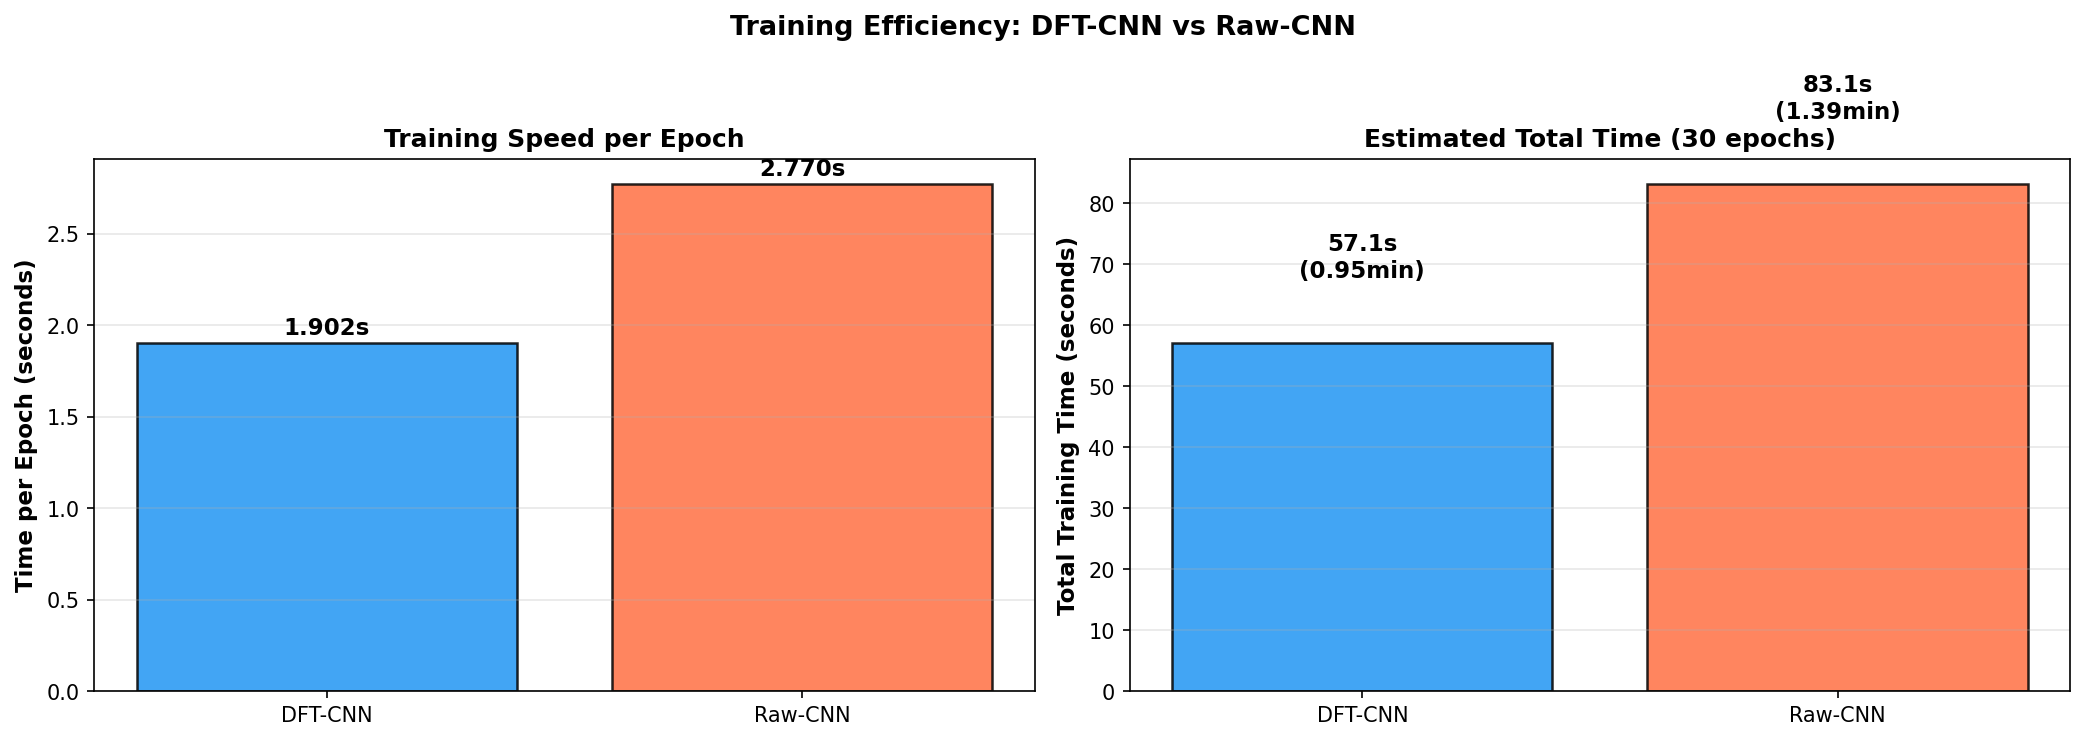 Training Efficiency: DFT-CNN vs Raw-CNN
Training Speed per Epoch
Time per Epoch (seconds)
2.5
2.0
1.5
1.0
0.5
0.0
1.902s
2.770s
DFT-CNN
Raw-CNN
Estimated Total Time (30 epochs)
Total Training Time (seconds)
80
70
60
50
40
30
20
10
0
57.1s
(0.95min)
83.1s
(1.39min)
DFT-CNN
Raw-CNN